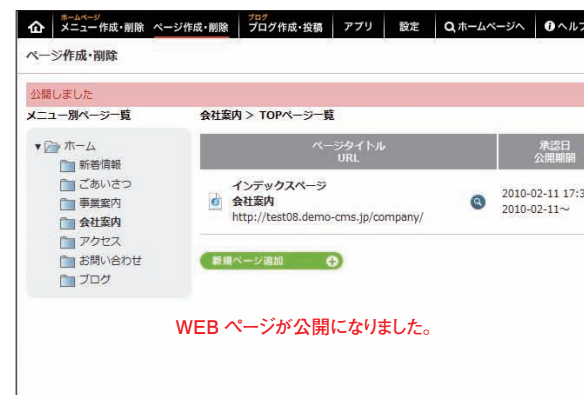 ホームページ
メニュー作成・削除
ページ作成・削除
ブログ
ブログ作成・投稿
アプリ
設定
ホームページへ
ヘルプ
ページ作成・削除
公開しました
メニュー別ページ一覧
会社案内 > TOPページ一覧
ホーム
新着情報
ごあいさつ
事業案内
会社案内
アクセス
お問い合わせ
ブログ
ページタイトル
URL
承認日
公開期間
インデックスページ
会社案内
http://test08.demo-cms.jp/company/
2010-02-11 17:3
2010-02-11～
新規ページ追加
WEB ページが公開になりました。